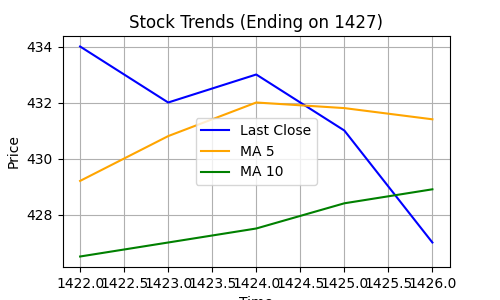 Stock Trends (Ending on 1427)
434
432
430
428
Price
Last Close
MA 5
MA 10
1422.0 1422.5 1423.0 1423.5 1424.0 1424.5 1425.0 1425.5 1426.0
Time